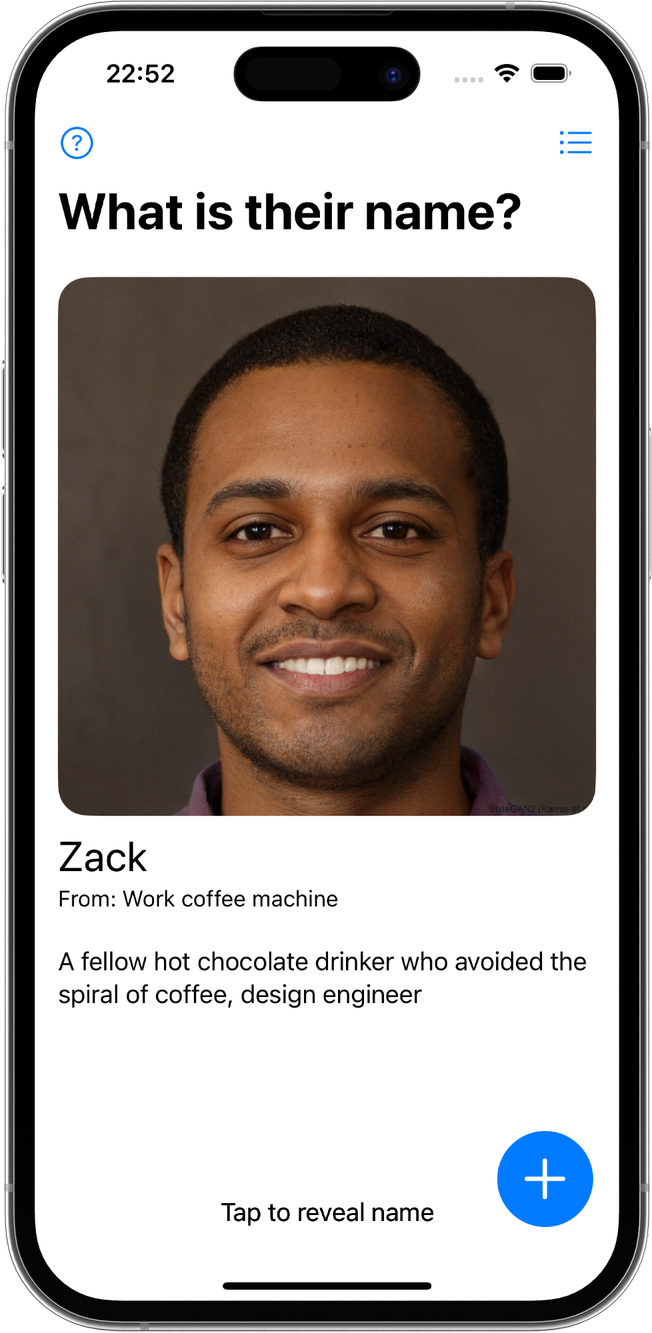 22:52
?
What is their name?
StyleGAN2 (Karras et
Zack
From: Work coffee machine
A fellow hot chocolate drinker who avoided the
spiral of coffee, design engineer
Tap to reveal name